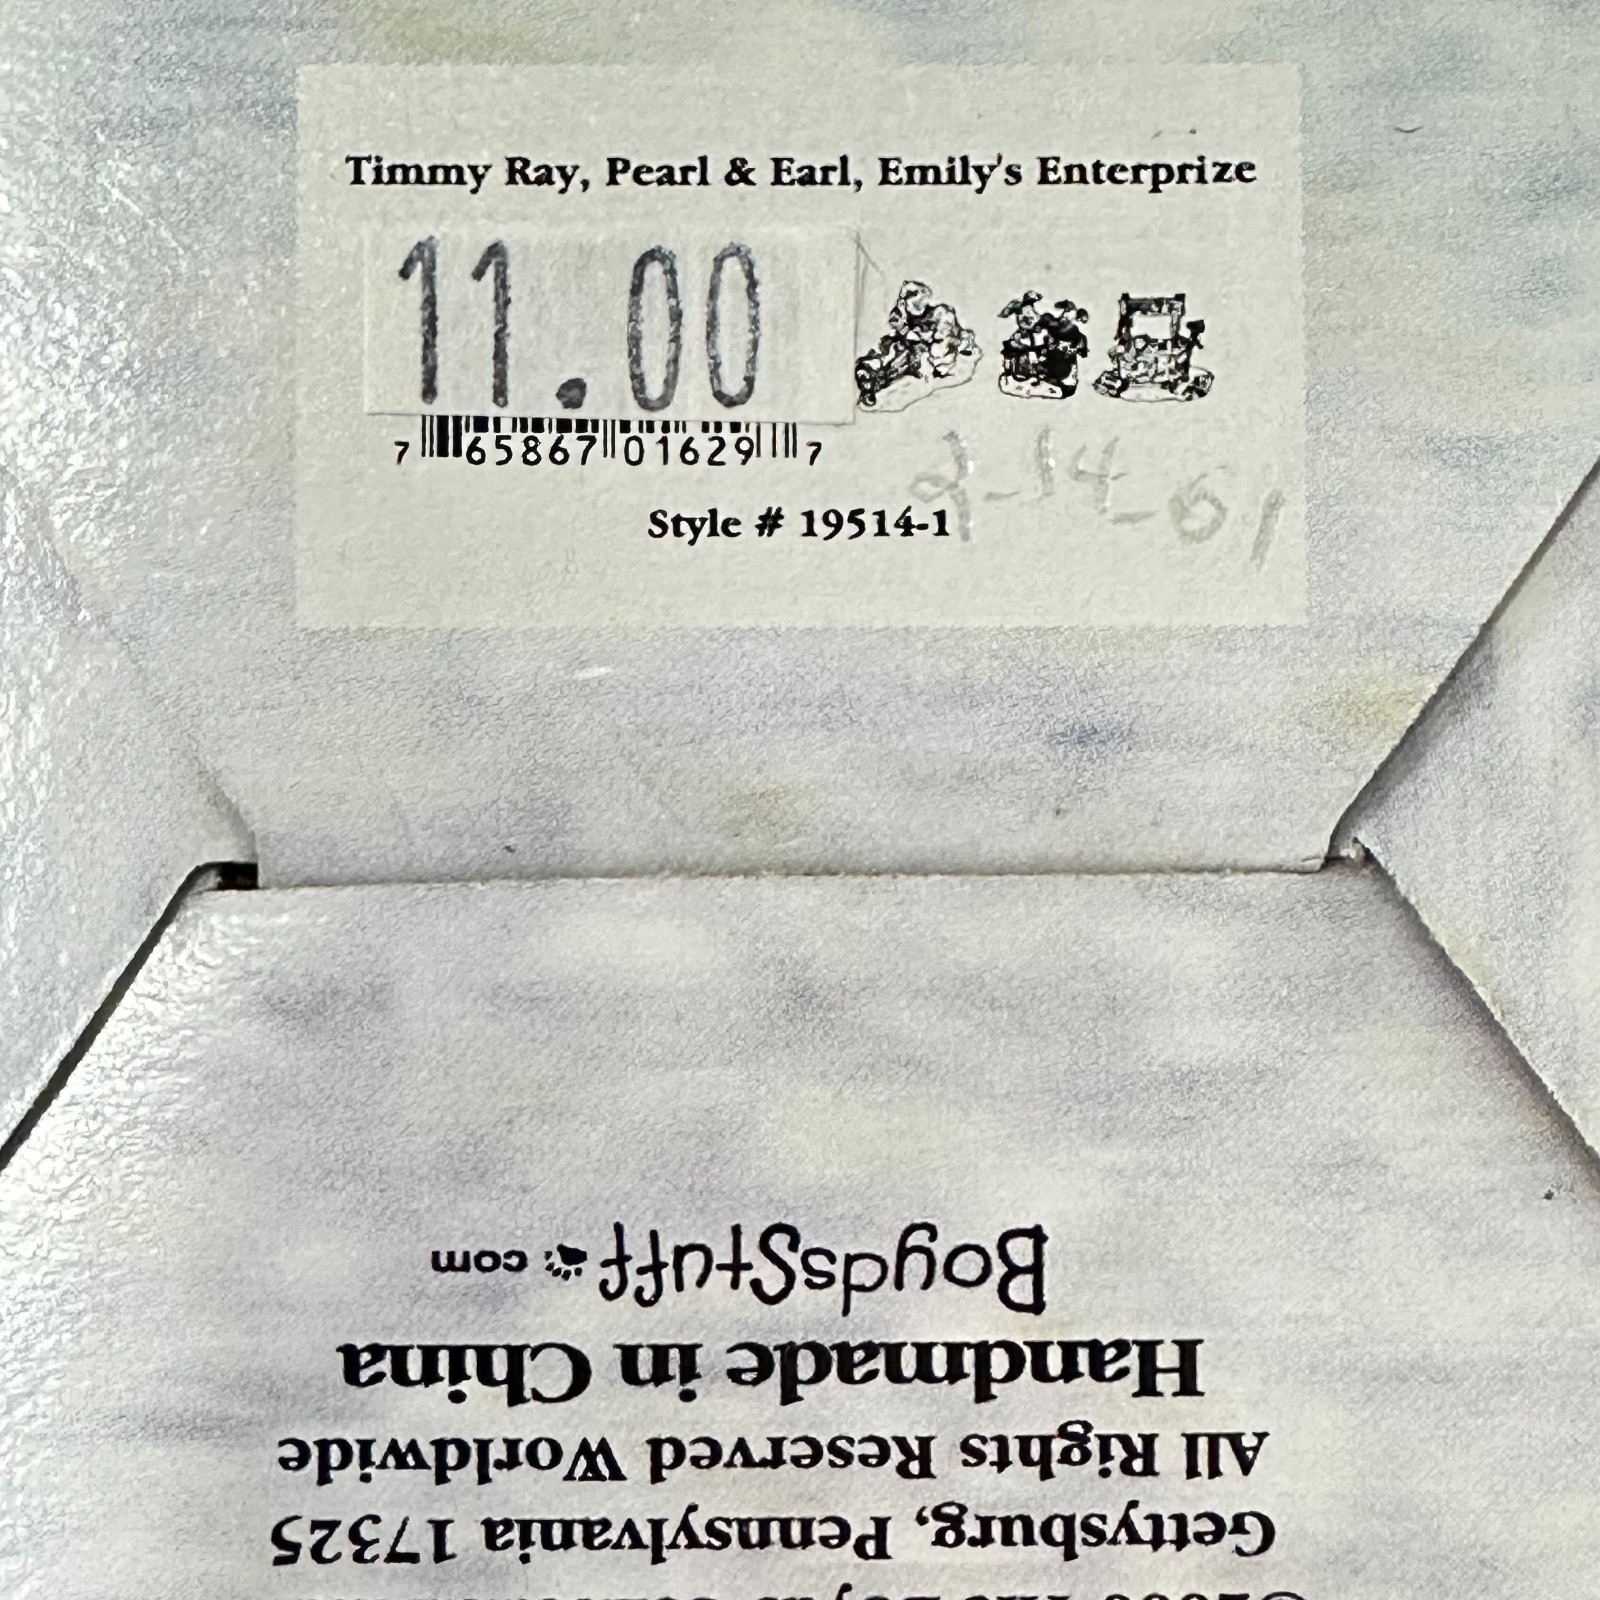 Timmy Ray, Pearl & Earl, Emily's Enterprize
11.00
7 65867 01629 7
2-14-01
Style # 19514-1
BoydsStuff.com
Handmade in China
All Rights Reserved Worldwide
Gettysburg, Pennsylvania 17325